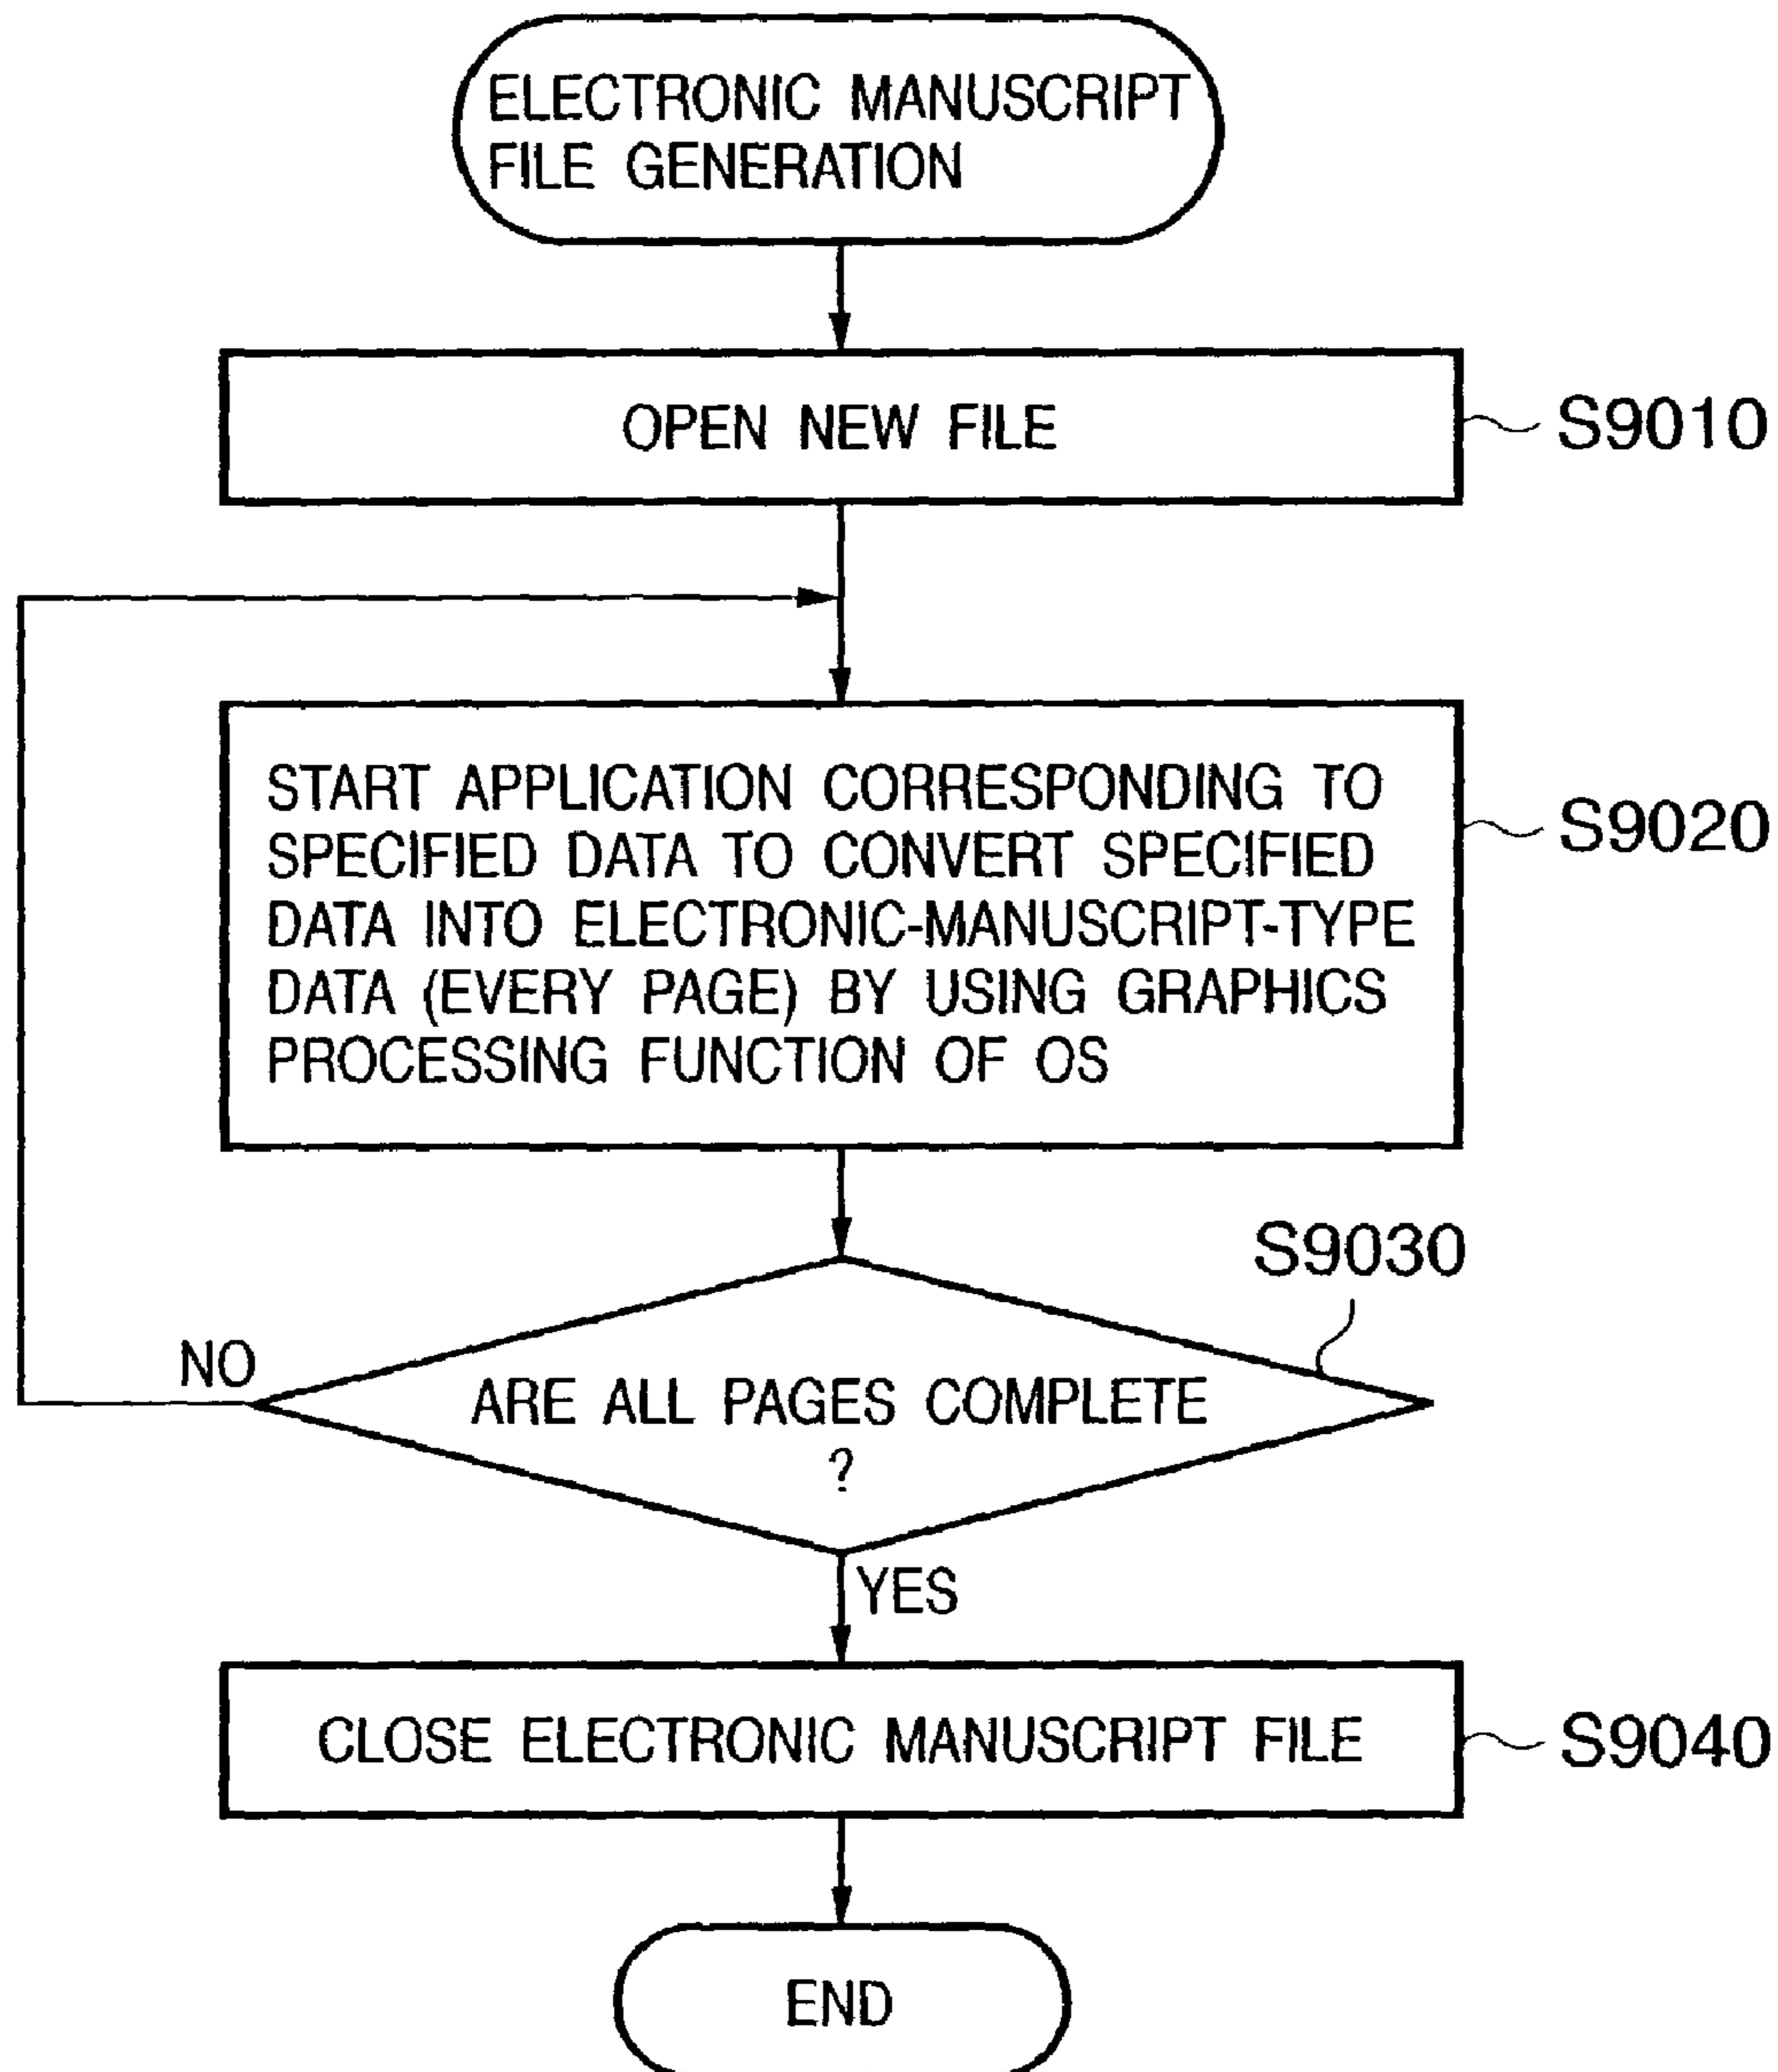 ELECTRONIC MANUSCRIPT
FILE GENERATION
OPEN NEW FILE
S9010
START APPLICATION CORRESPONDING TO
SPECIFIED DATA TO CONVERT SPECIFIED
DATA INTO ELECTRONIC-MANUSCRIPT-TYPE
DATA (EVERY PAGE) BY USING GRAPHICS
PROCESSING FUNCTION OF OS
S9020
S9030
NO
ARE ALL PAGES COMPLETE
?
YES
CLOSE ELECTRONIC MANUSCRIPT FILE
S9040
END